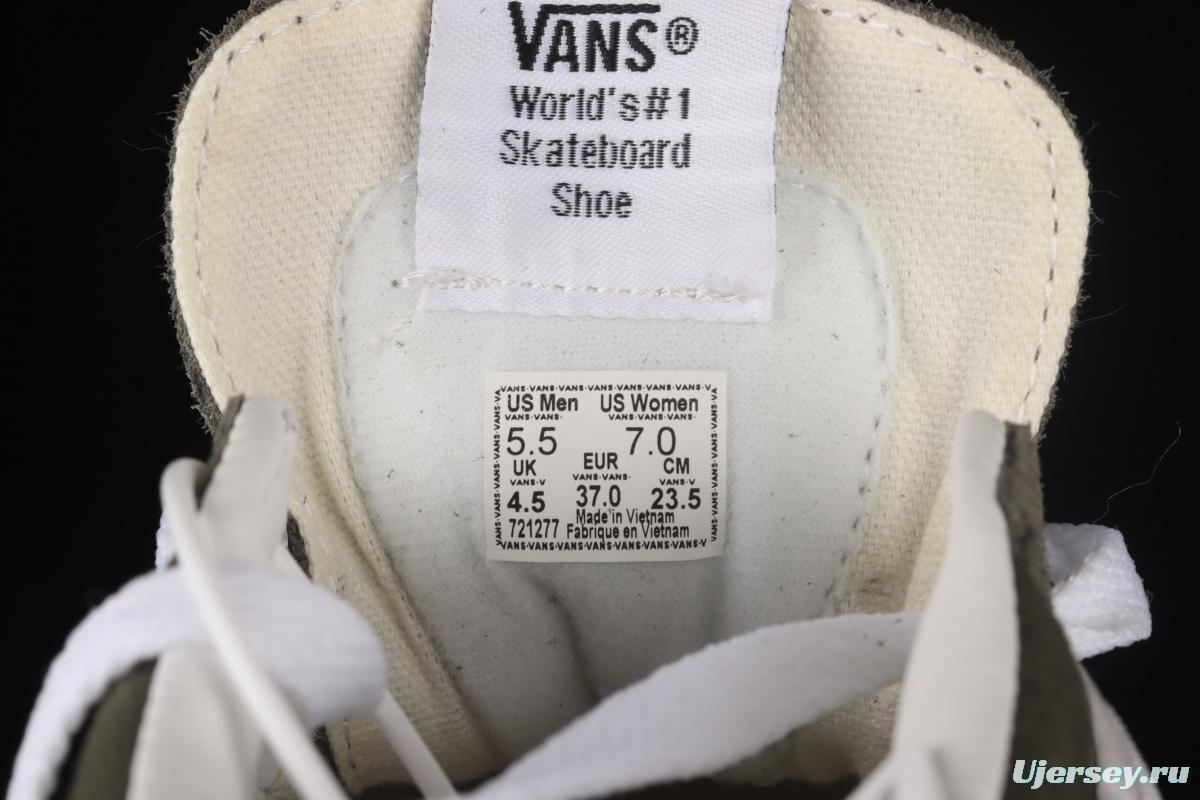 VANS®
World's#1
Skateboard
Shoe
VANS·VANS·VANS·VANS·VANS·VANS·VANS·V
US Men US Women
VANS·VANS· VANS·VANS·VANS·
5.5 7.0
UK EUR CM
VANS·V VANS·VANS· VANS·V
4.5 37.0 23.5
Made in Vietnam
721277 Fabrique en Vietnam
VANS·VANS·VANS·VANS·VANS·VANS·VANS·V
Ujersey.ru